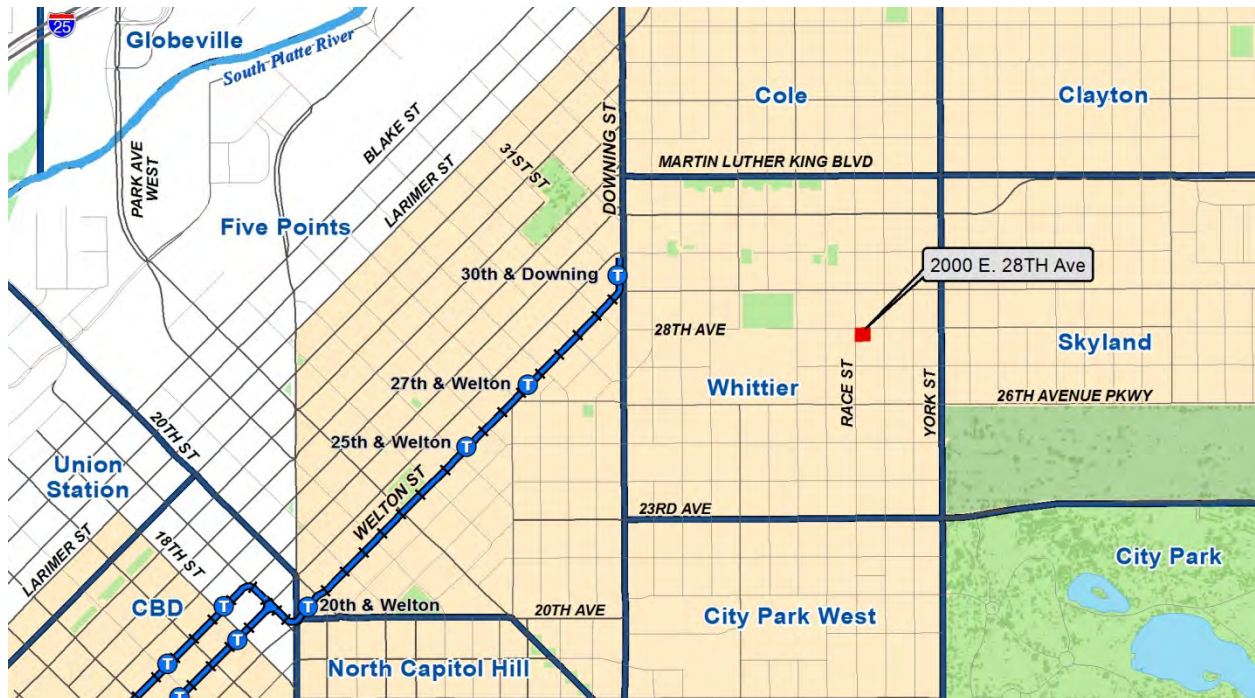 25
Globeville
South Platte River
Cole
Clayton
PARK AVE
WEST
BLAKE ST
LARIMER ST
31ST ST
DOWNING ST
MARTIN LUTHER KING BLVD
Five Points
30th & Downing
T
2000 E. 28TH Ave
28TH AVE
Skyland
27th & Welton
T
Whittier
RACE ST
YORK ST
26TH AVENUE PKWY
20TH ST
25th & Welton
T
Union
Station
WELTON ST
23RD AVE
LARIMER ST
18TH ST
City Park
CBD
T
T
20th & Welton
20TH AVE
City Park West
T
T
North Capitol Hill
T